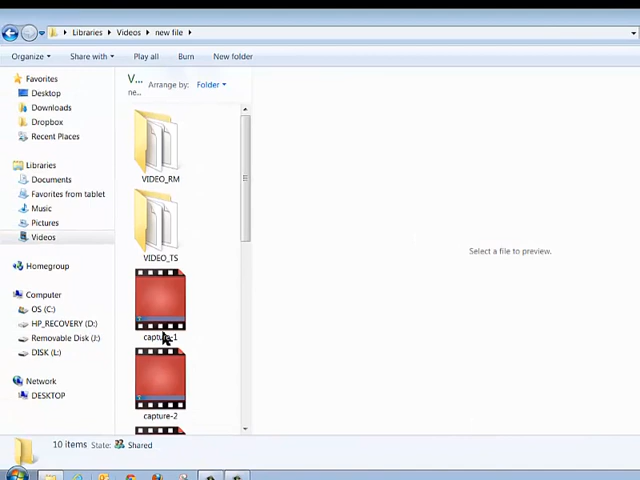 Libraries Videos new file
Organize Share with Play all Burn New folder
Favorites
Desktop
Downloads
Dropbox
Recent Places
Libraries
Documents
Favorites from tablet
Music
Pictures
Videos
Homegroup
Computer
OS (C:)
HP_RECOVERY (D:)
Removable Disk (J:)
DISK (L:)
Network
DESKTOP
V...
ne...
Arrange by: Folder
VIDEO_RM
VIDEO_TS
capture-1
capture-2
Select a file to preview.
10 items State: Shared